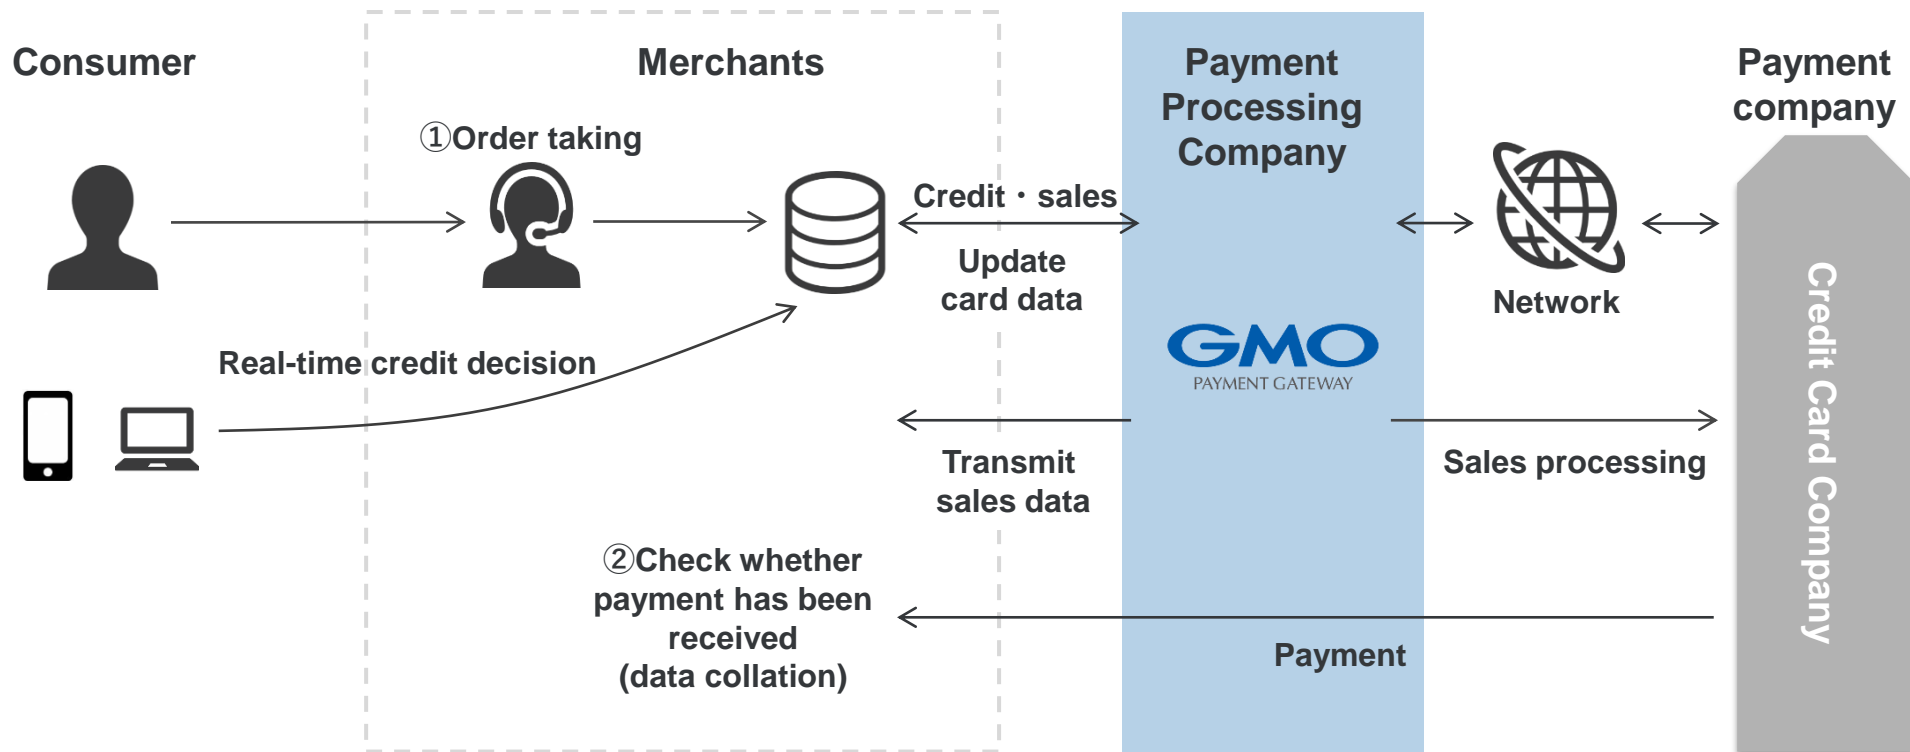 Consumer
Merchants
Payment
Processing
Company
Payment
company
①Order taking
Credit・sales
Update
card data
Network
GMO
PAYMENT GATEWAY
Real-time credit decision
Transmit
sales data
Sales processing
Credit Card Company
②Check whether
payment has been
received
(data collation)
Payment